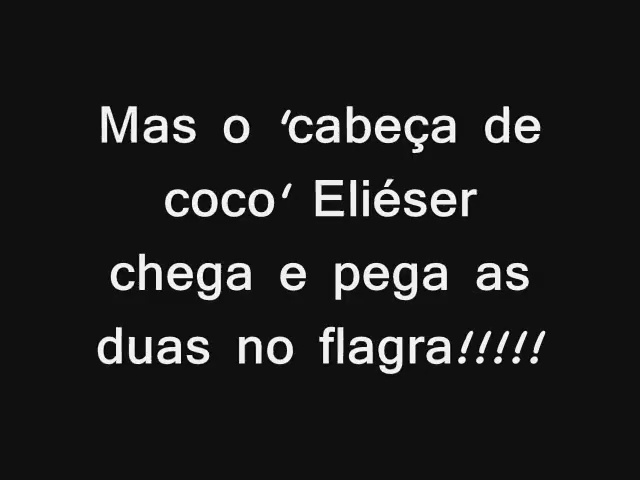 Mas o 'cabeça de
coco' Eliéser
chega e pega as
duas no flagra!!!!!